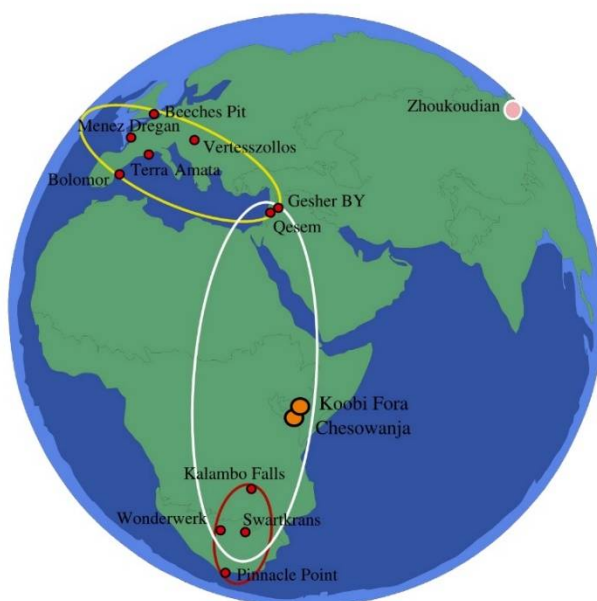 Zhoukoudian
Beeches Pit
Menez Dregan
Vertesszollos
Terra Amata
Bolomor
Gesher BY
Qesem
Koobi Fora
Chesowanja
Kalambo Falls
Wonderwerk
Swartkrans
Pinnacle Point